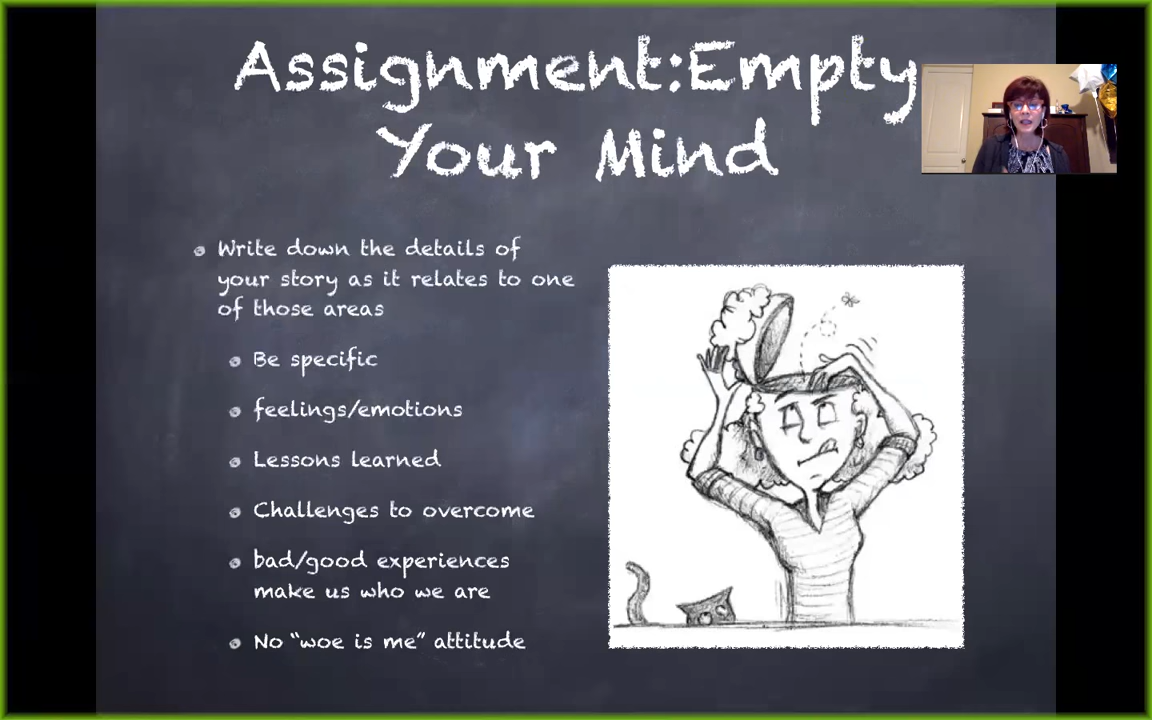 Assignment:Empty
Your Mind
Write down the details of
your story as it relates to one
of those areas
Be specific
feelings/emotions
Lessons learned
Challenges to overcome
bad/good experiences
make us who we are
No “woe is me” attitude